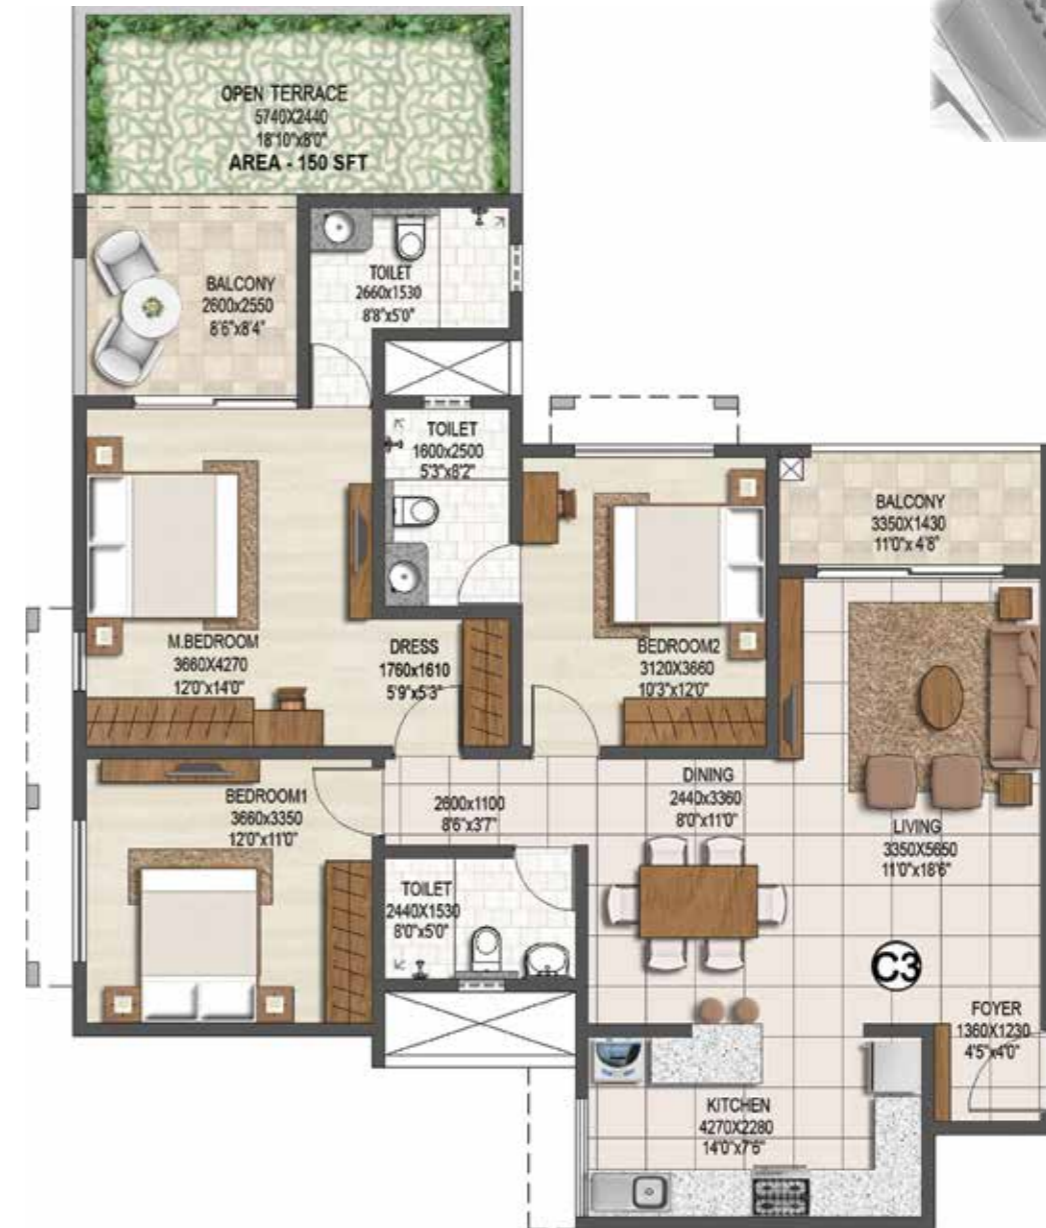 OPEN TERRACE
5740X2440
18'10"x8'0"
AREA - 150 SFT
BALCONY
2600x2550
8'6"x8'4"
TOILET
2660x1530
8'8"x5'0"
TOILET
1600x2500
5'3"x8'2"
BALCONY
3350X1430
11'0"x 4'8"
M.BEDROOM
3660X4270
12'0"x14'0"
DRESS
1760x1610
5'9"x5'3"
BEDROOM2
3120X3660
10'3"x12'0"
BEDROOM1
3660x3350
12'0"x11'0"
2600x1100
8'6"x3'7"
DINING
2440x3360
8'0"x11'0"
LIVING
3350X5650
11'0"x18'6"
TOILET
2440X1530
8'0"x5'0"
C3
FOYER
1360X1230
4'5"x4'0"
KITCHEN
4270X2280
14'0"x7'6"